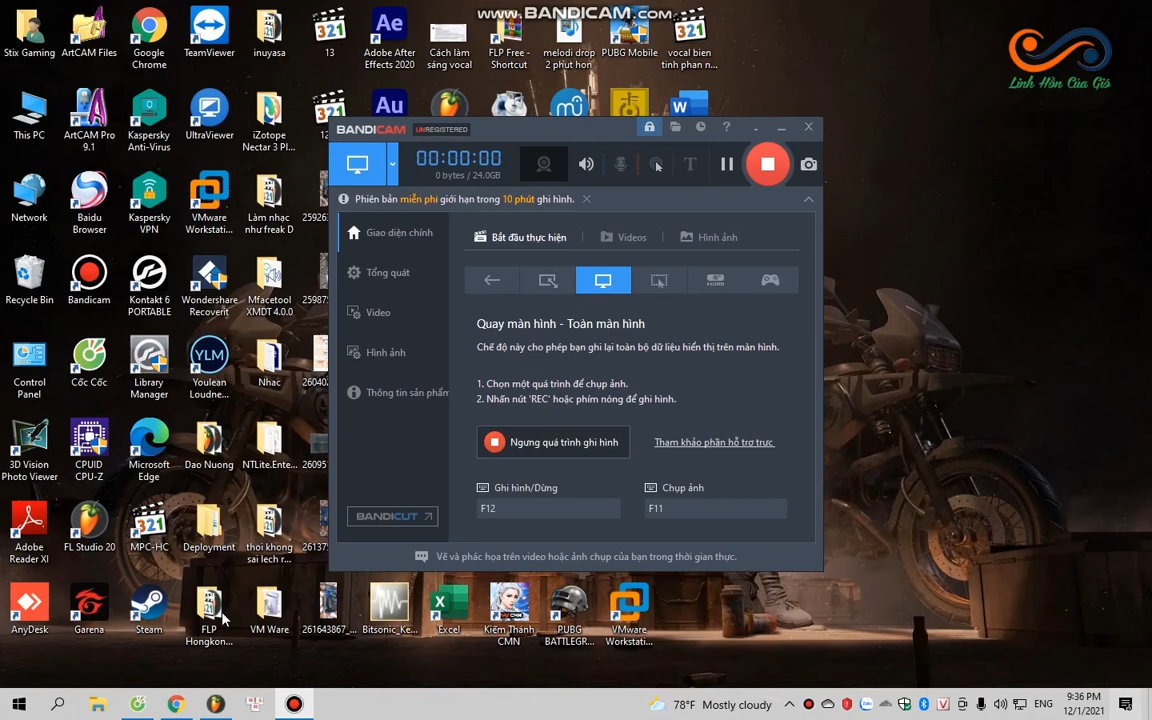 www.BANDICAM.com
Linh Hồn Của Gió
Stix Gaming
ArtCAM Files
Google Chrome
TeamViewer
inuyasa
13
Adobe After Effects 2020
Cách làm sáng vocal
FLP Free - Shortcut
melodi drop 2 phut hon
PUBG Mobile
vocal bien tinh phan n...
This PC
ArtCAM Pro 9.1
Kaspersky Anti-Virus
UltraViewer
iZotope Nectar 3 Pl...
Network
Baidu Browser
Kaspersky VPN
VMware Workstati...
Làm nhạc như freak D
Recycle Bin
Bandicam
Kontakt 6 PORTABLE
Wondershare Recoverit
Mfacetool XMDT 4.0.0
Control Panel
Cốc Cốc
Library Manager
Youlean Loudne...
Nhac
3D Vision Photo Viewer
CPUID CPU-Z
Microsoft Edge
Dao Nuong
NTLite.Ente...
Adobe Reader XI
FL Studio 20
MPC-HC
Deployment
thoi khong sai lech r...
AnyDesk
Garena
Steam
FLP Hongkon...
VM Ware
261643867_...
Bitsonic_Ke...
Excel
Kiếm Thánh CMN
PUBG BATTLEGR...
VMware Workstati...
BANDICAM UNREGISTERED
00:00:00
0 bytes / 24.0GB
Phiên bản miễn phí giới hạn trong 10 phút ghi hình.
Giao diện chính
Tổng quát
Video
Hình ảnh
Thông tin sản phẩm
BANDICUT
Bắt đầu thực hiện
Videos
Hình ảnh
HDMI
Quay màn hình - Toàn màn hình
Chế độ này cho phép bạn ghi lại toàn bộ dữ liệu hiển thị trên màn hình.
1. Chọn một quá trình để chụp ảnh.
2. Nhấn nút 'REC' hoặc phím nóng để ghi hình.
Ngưng quá trình ghi hình
Tham khảo phần hỗ trợ trực
Ghi hình/Dừng
Chụp ảnh
F12
F11
Vẽ và phác họa trên video hoặc ảnh chụp của bạn trong thời gian thực.
78°F Mostly cloudy
ENG
9:36 PM
12/1/2021